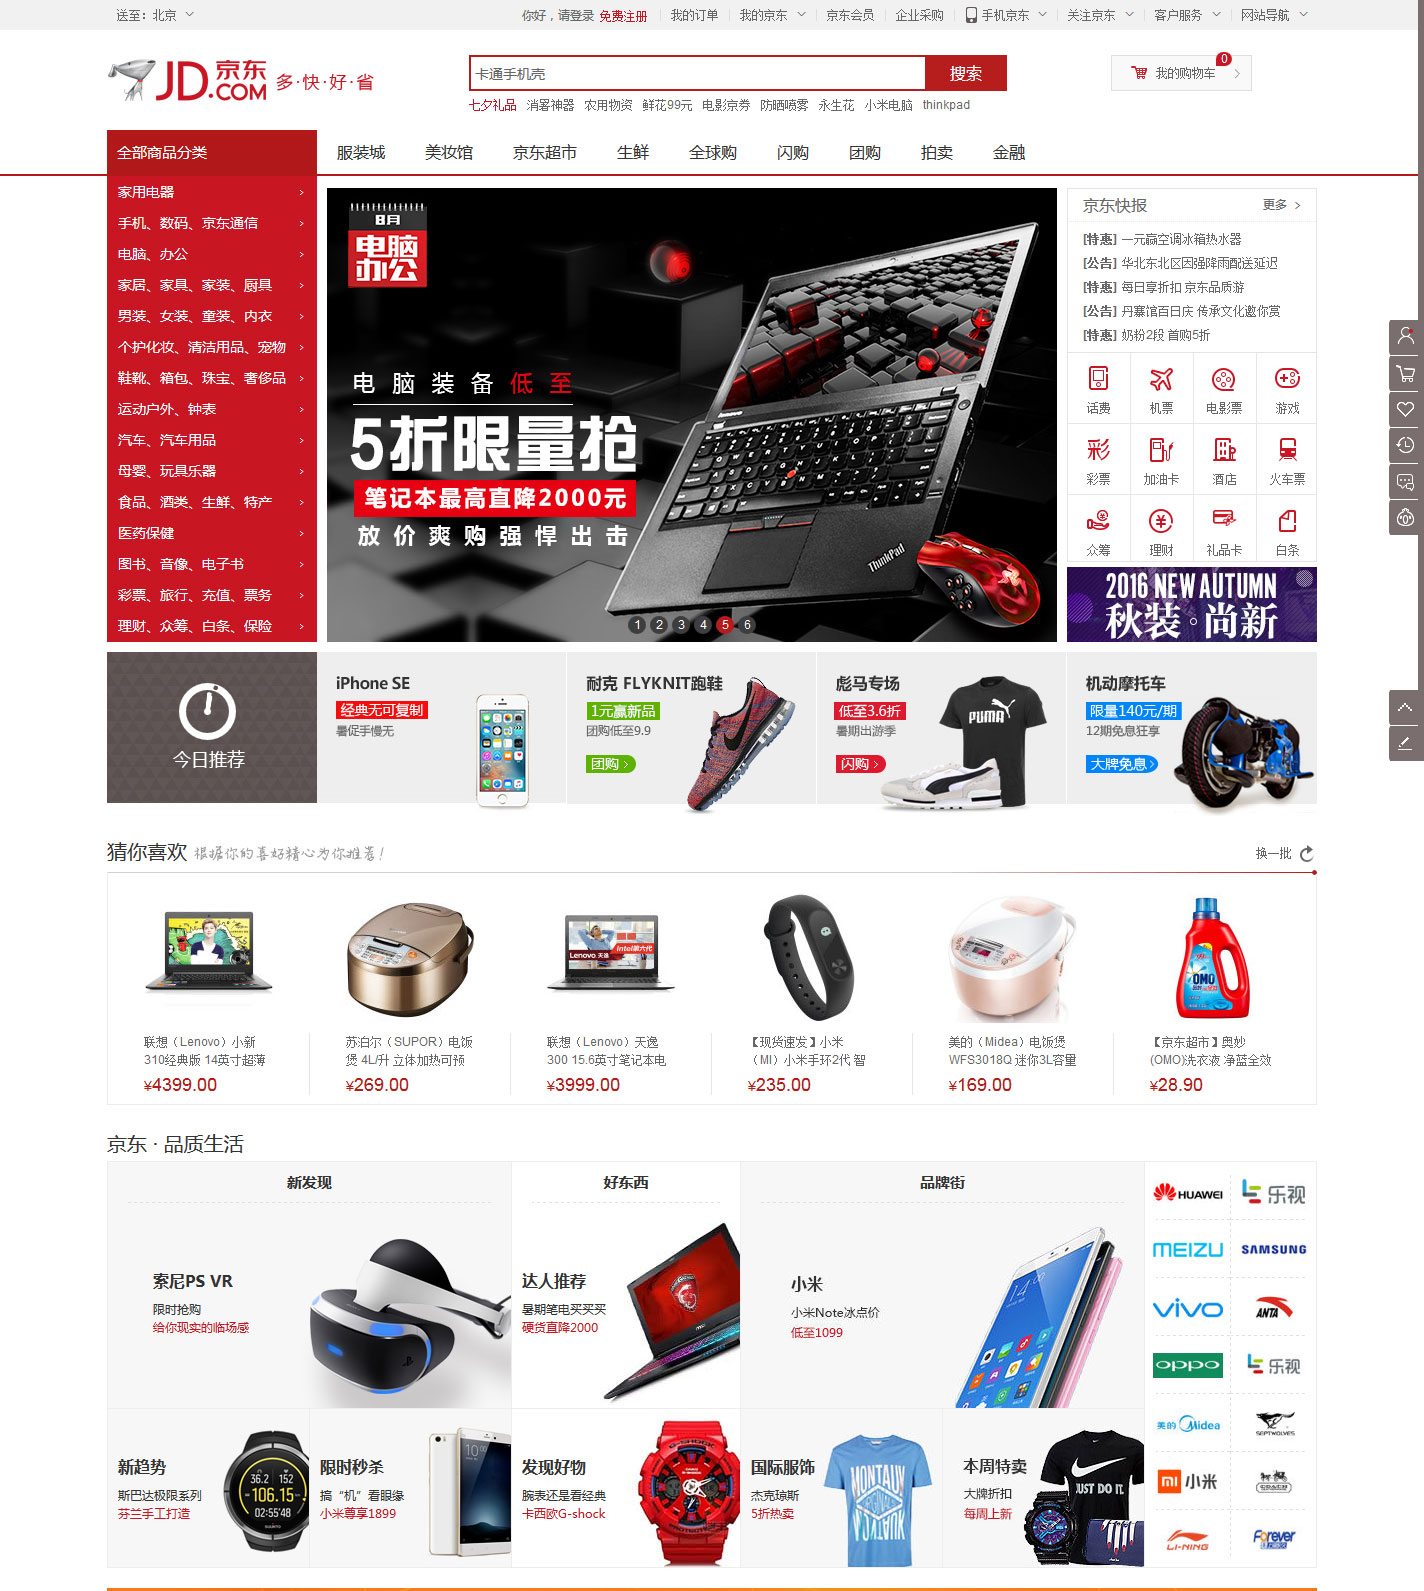 送至：北京
你好，请登录 免费注册 我的订单 我的京东 京东会员 企业采购 手机京东 关注京东 客户服务 网站导航
JD.COM 京东 多·快·好·省
卡通手机壳 搜索
我的购物车 0
七夕礼品 消署神器 农用物资 鲜花99元 电影京券 防晒喷雾 永生花 小米电脑 thinkpad
全部商品分类 服装城 美妆馆 京东超市 生鲜 全球购 闪购 团购 拍卖 金融
家用电器
手机、数码、京东通信
电脑、办公
家居、家具、家装、厨具
男装、女装、童装、内衣
个护化妆、清洁用品、宠物
鞋靴、箱包、珠宝、奢侈品
运动户外、钟表
汽车、汽车用品
母婴、玩具乐器
食品、酒类、生鲜、特产
医药保健
图书、音像、电子书
彩票、旅行、充值、票务
理财、众筹、白条、保险
8月
电脑
办公
电脑装备低至
5折限量抢
笔记本最高直降2000元
放价爽购强悍出击
lenovo
ThinkPad
1 2 3 4 5 6
京东快报 更多
[特惠] 一元赢空调冰箱热水器
[公告] 华北东北区因强降雨配送延迟
[特惠] 每日享折扣 京东品质游
[公告] 丹寨馆百日庆 传承文化邀你赏
[特惠] 奶粉2段 首购5折
话费 机票 电影票 游戏
彩
彩票 加油卡 酒店 火车票
众筹 理财 礼品卡 白条
2016 NEW AUTUMN
秋装。尚新
今日推荐
iPhone SE
经典无可复制
暑促手慢无
耐克 FLYKNIT跑鞋
1元赢新品
团购低至9.9
团购
彪马专场
低至3.6折
暑期出游季
闪购
PUMA
机动摩托车
限量140元/期
12期免息狂享
大牌免息
猜你喜欢 根据你的喜好精心为你推荐！ 换一批
Lenovo 天逸
Intel第六代
OMO
联想（Lenovo）小新
310经典版 14英寸超薄
¥4399.00
苏泊尔（SUPOR）电饭
煲 4L/升 立体加热可预
¥269.00
联想（Lenovo）天逸
300 15.6英寸笔记本电
¥3999.00
【现货速发】小米
（MI）小米手环2代 智
¥235.00
美的（Midea）电饭煲
WFS3018Q 迷你3L容量
¥169.00
【京东超市】奥妙
(OMO)洗衣液 净蓝全效
¥28.90
京东 · 品质生活
新发现 好东西 品牌街
索尼PS VR
限时抢购
给你现实的临场感
达人推荐
暑期笔电买买买
硬货直降2000
小米
小米Note冰点价
低至1099
新趋势
斯巴达极限系列
芬兰手工打造
36.2 152
106.15
02:55'48
SUUNTO
限时秒杀
搞“机”看眼缘
小米尊享1899
发现好物
腕表还是看经典
卡西欧G-shock
G-SHOCK
国际服饰
杰克琼斯
5折热卖
MONTAUK
本周特卖
大牌折扣
每周上新
JUST DO IT.
HUAWEI 乐视
MEIZU SAMSUNG
vivo ANTA
OPPO 乐视
美的 Midea SEPTWOLVES
小米
LI-NING Forever